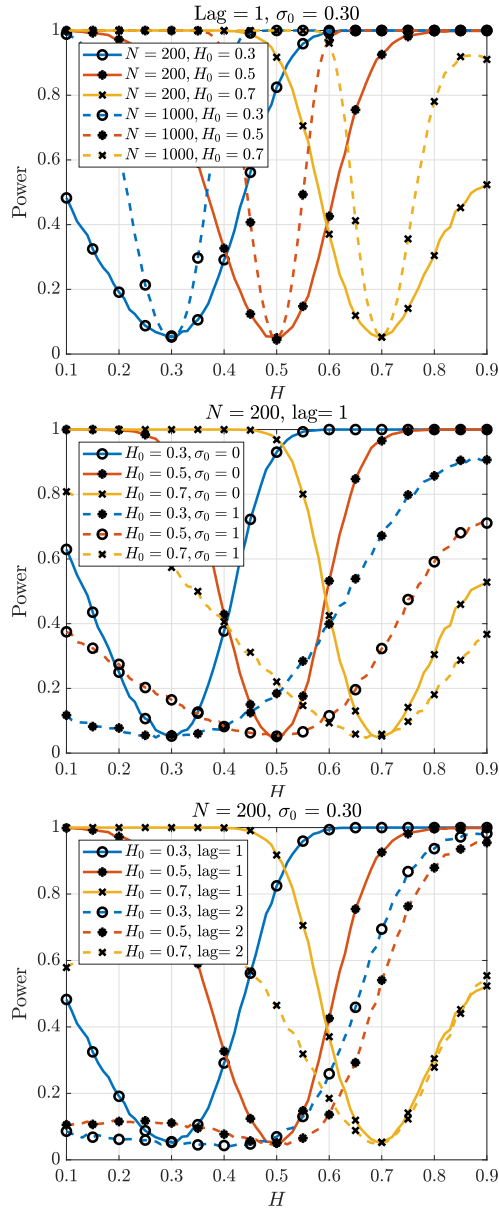 Lag = 1, σ₀ = 0.30
1
0.8
0.6
0.4
0.2
0
Power
N = 200, H₀ = 0.3
N = 200, H₀ = 0.5
N = 200, H₀ = 0.7
N = 1000, H₀ = 0.3
N = 1000, H₀ = 0.5
N = 1000, H₀ = 0.7
0.1 0.2 0.3 0.4 0.5 0.6 0.7 0.8 0.9
H
N = 200, lag= 1
1
0.8
0.6
0.4
0.2
0
Power
H₀ = 0.3, σ₀ = 0
H₀ = 0.5, σ₀ = 0
H₀ = 0.7, σ₀ = 0
H₀ = 0.3, σ₀ = 1
H₀ = 0.5, σ₀ = 1
H₀ = 0.7, σ₀ = 1
0.1 0.2 0.3 0.4 0.5 0.6 0.7 0.8 0.9
H
N = 200, σ₀ = 0.30
1
0.8
0.6
0.4
0.2
0
Power
H₀ = 0.3, lag= 1
H₀ = 0.5, lag= 1
H₀ = 0.7, lag= 1
H₀ = 0.3, lag= 2
H₀ = 0.5, lag= 2
H₀ = 0.7, lag= 2
0.1 0.2 0.3 0.4 0.5 0.6 0.7 0.8 0.9
H